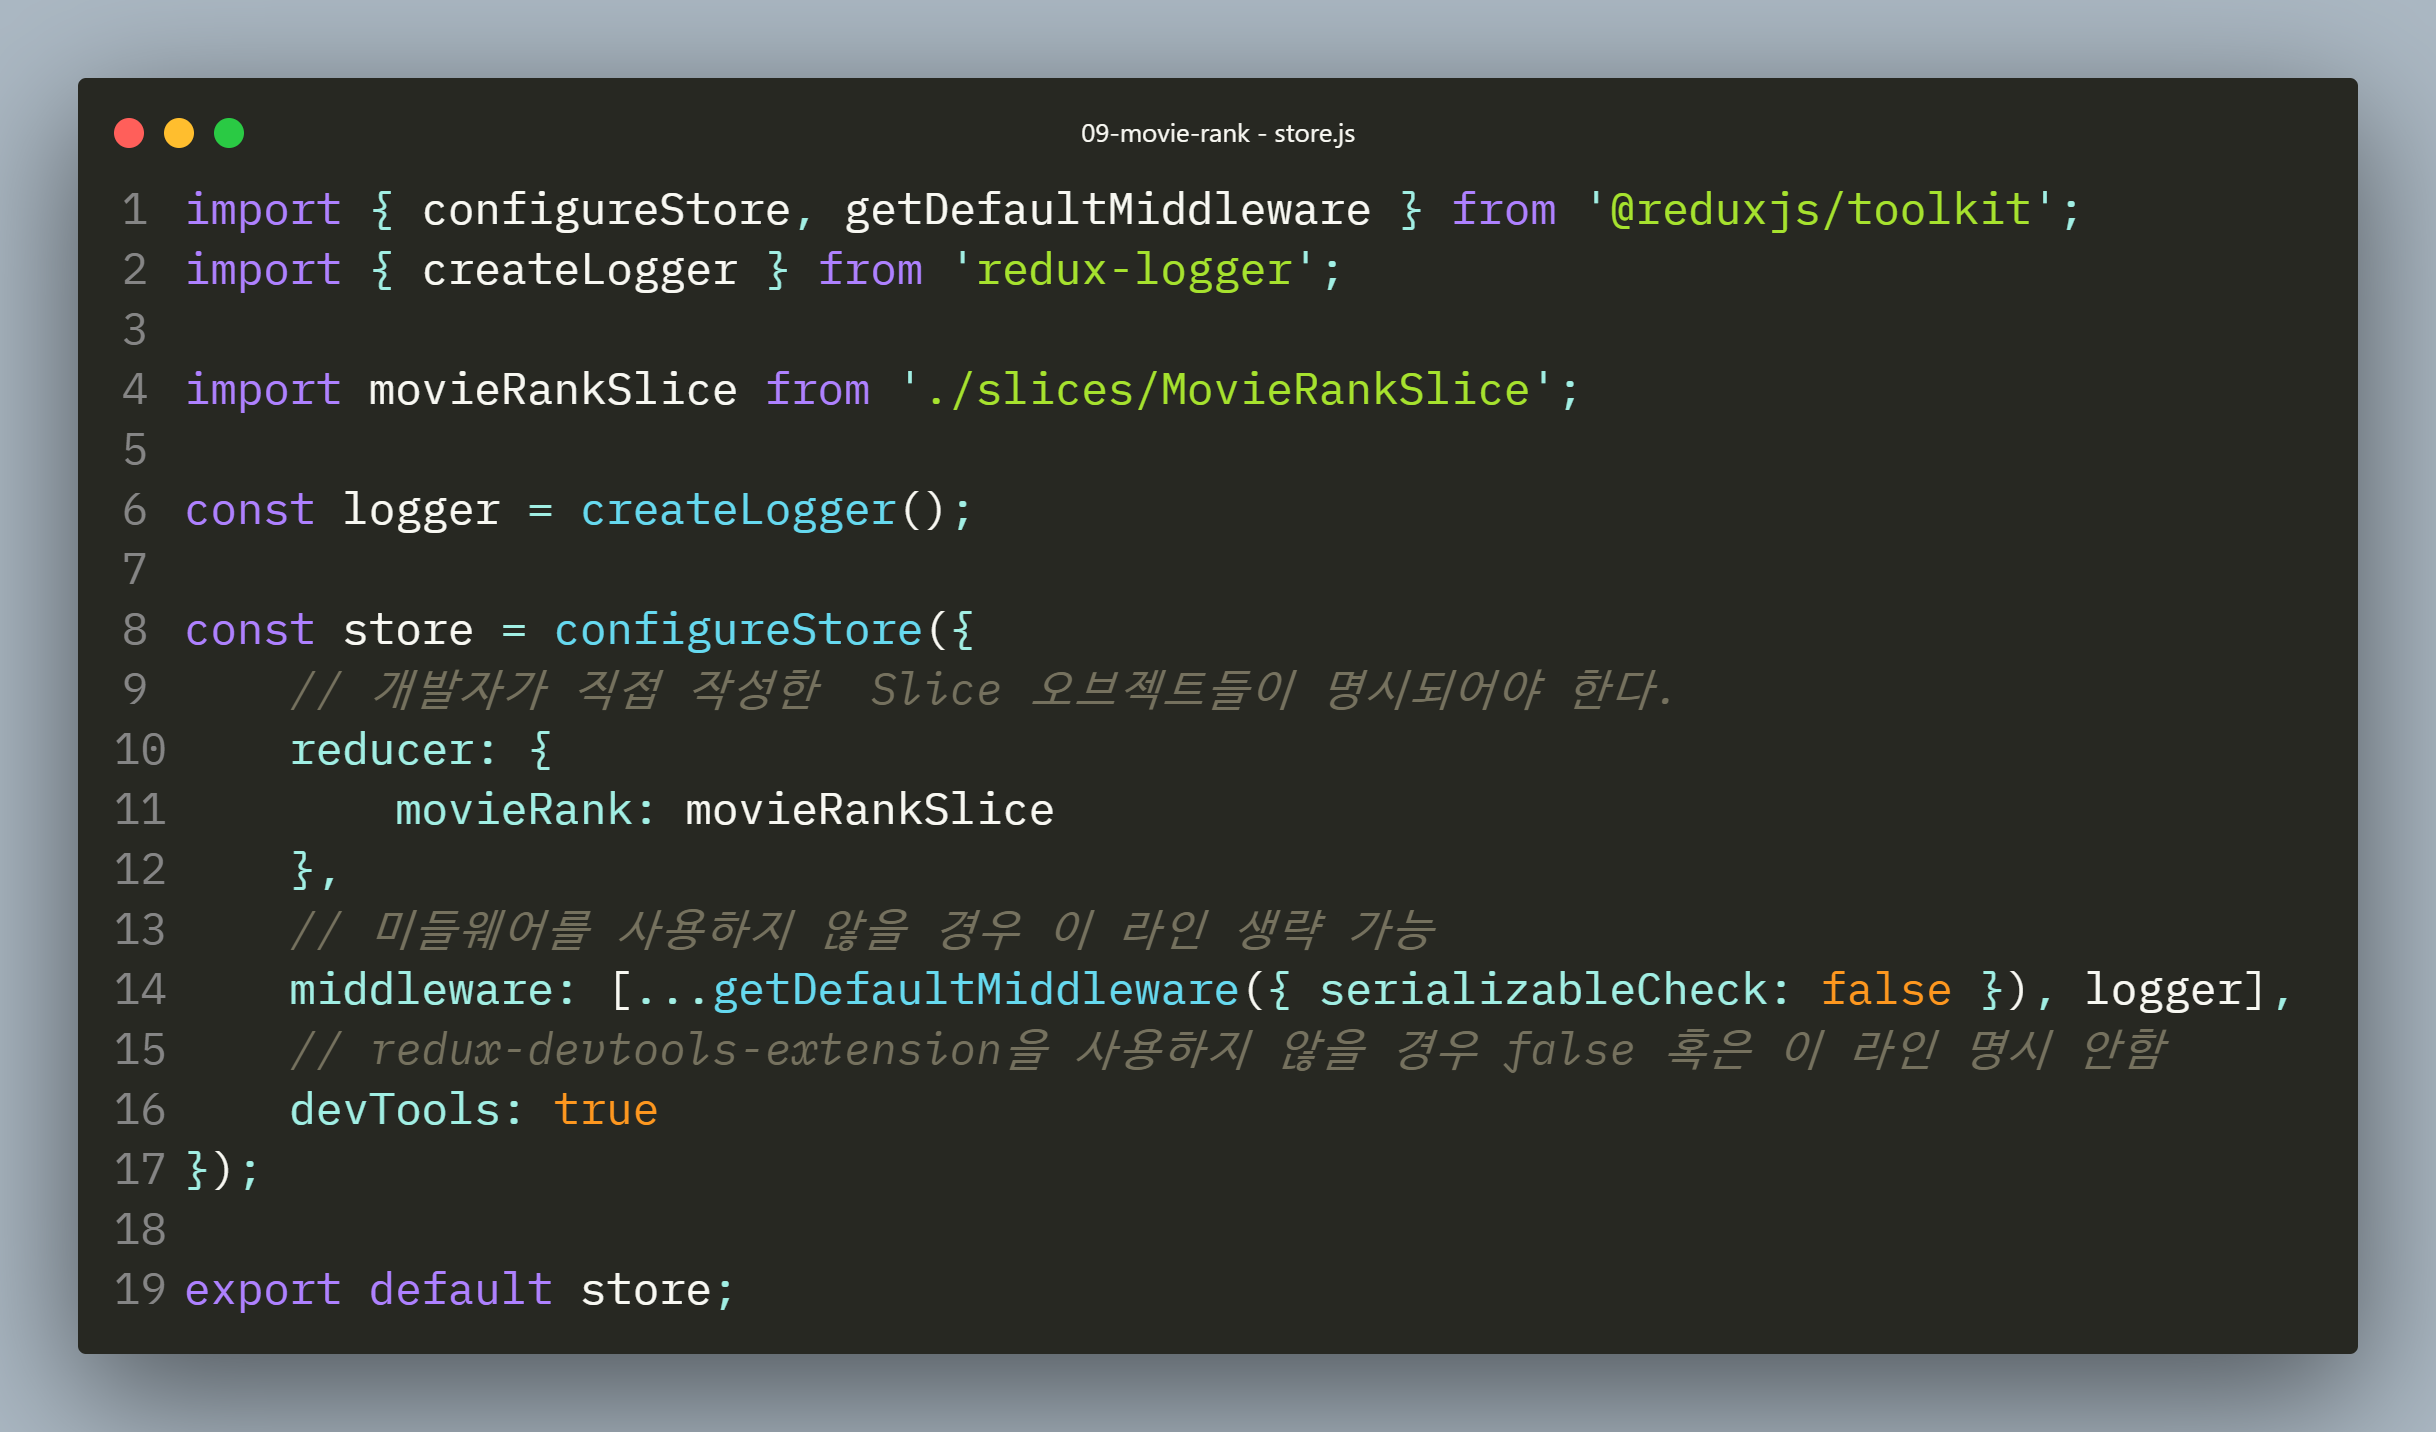 09-movie-rank - store.js
1 import { configureStore, getDefaultMiddleware } from '@reduxjs/toolkit';
2 import { createLogger } from 'redux-logger';
3
4 import movieRankSlice from './slices/MovieRankSlice';
5
6 const logger = createLogger();
7
8 const store = configureStore({
9     // 개발자가 직접 작성한  Slice 오브젝트들이 명시되어야 한다.
10     reducer: {
11         movieRank: movieRankSlice
12     },
13     // 미들웨어를 사용하지 않을 경우 이 라인 생략 가능
14     middleware: [...getDefaultMiddleware({ serializableCheck: false }), logger],
15     // redux-devtools-extension을 사용하지 않을 경우 false 혹은 이 라인 명시 안함
16     devTools: true
17 });
18
19 export default store;